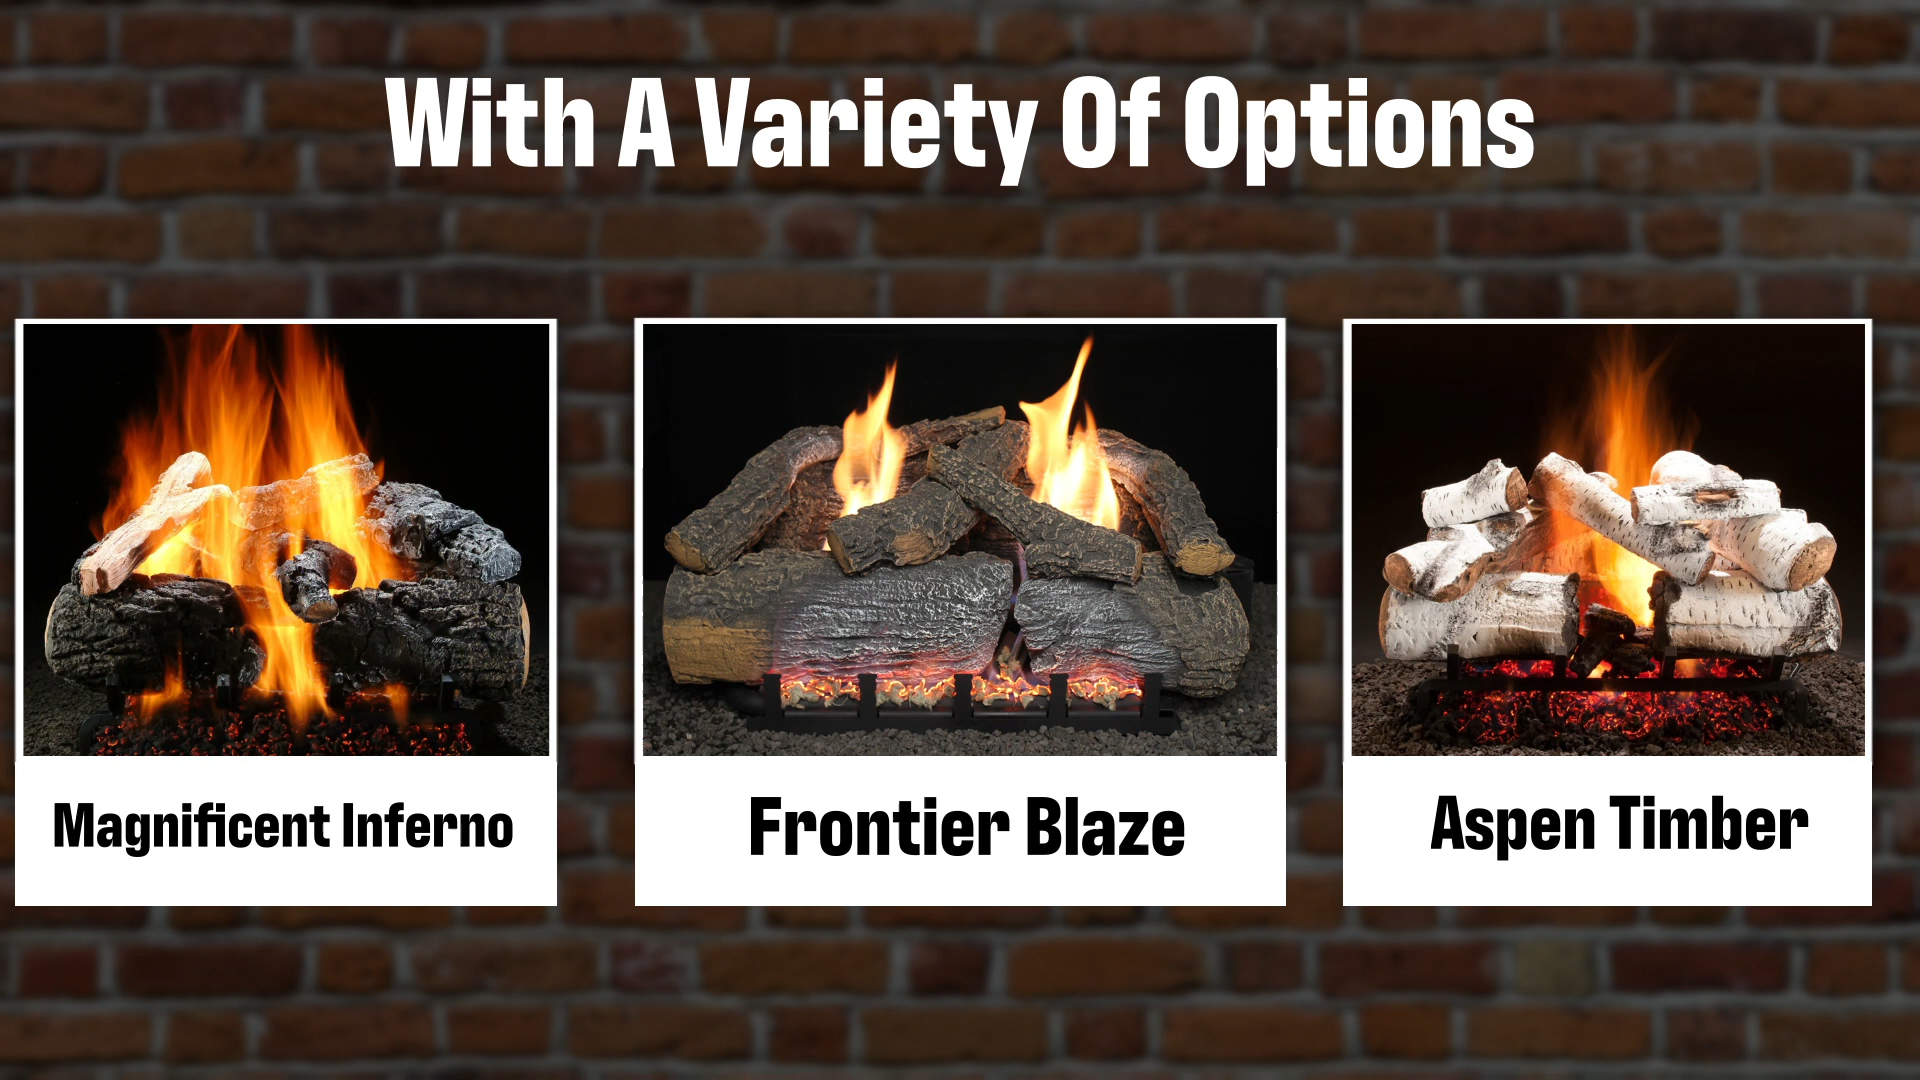 With A Variety Of Options
Magnificent Inferno
Frontier Blaze
Aspen Timber